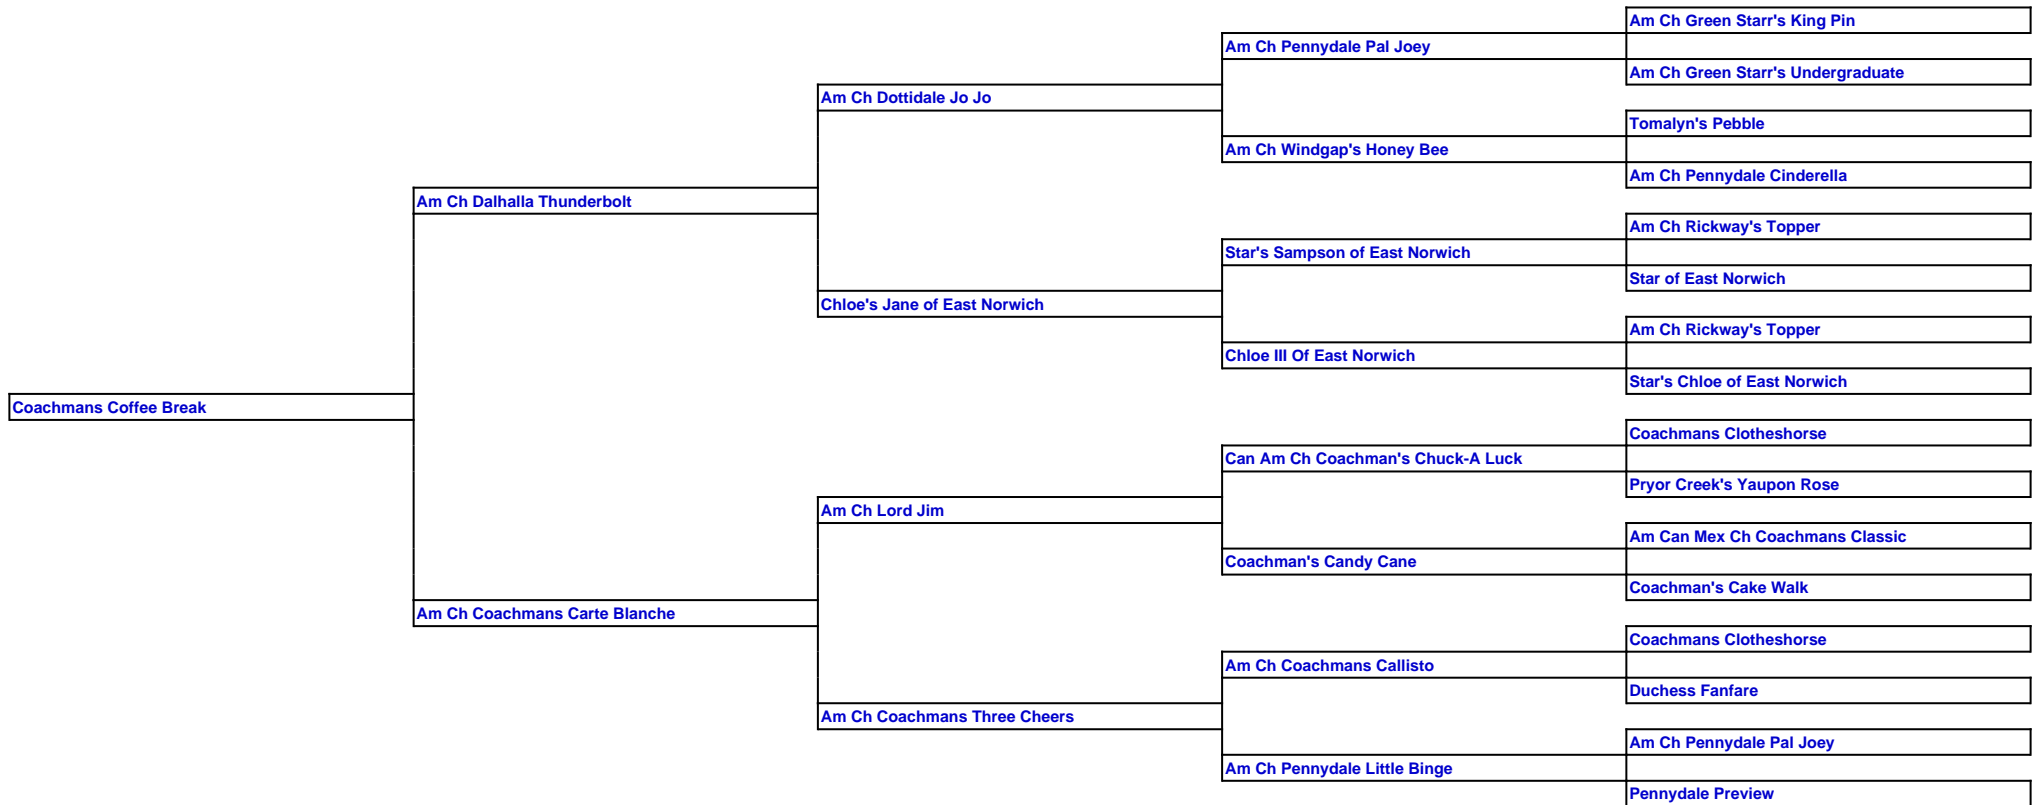 Am Ch Green Starr's King Pin
Am Ch Pennydale Pal Joey
Am Ch Green Starr's Undergraduate
Am Ch Dottidale Jo Jo
Tomalyn's Pebble
Am Ch Windgap's Honey Bee
Am Ch Pennydale Cinderella
Am Ch Dalhalla Thunderbolt
Am Ch Rickway's Topper
Star's Sampson of East Norwich
Star of East Norwich
Chloe's Jane of East Norwich
Am Ch Rickway's Topper
Chloe III Of East Norwich
Star's Chloe of East Norwich
Coachmans Coffee Break
Coachmans Clotheshorse
Can Am Ch Coachman's Chuck-A Luck
Pryor Creek's Yaupon Rose
Am Ch Lord Jim
Am Can Mex Ch Coachmans Classic
Coachman's Candy Cane
Coachman's Cake Walk
Am Ch Coachmans Carte Blanche
Coachmans Clotheshorse
Am Ch Coachmans Callisto
Duchess Fanfare
Am Ch Coachmans Three Cheers
Am Ch Pennydale Pal Joey
Am Ch Pennydale Little Binge
Pennydale Preview